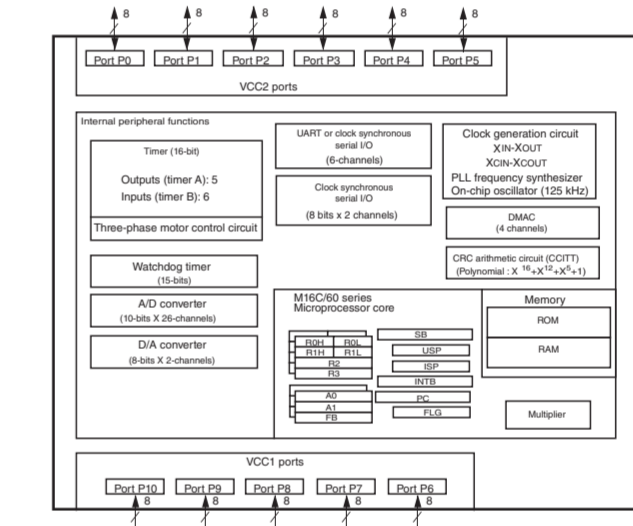 8 8 8 8 8 8
Port P0 Port P1 Port P2 Port P3 Port P4 Port P5
VCC2 ports
Internal peripheral functions
Timer (16-bit)
Outputs (timer A): 5
Inputs (timer B): 6
Three-phase motor control circuit
Watchdog timer
(15-bits)
A/D converter
(10-bits X 26-channels)
D/A converter
(8-bits X 2-channels)
UART or clock synchronous
serial I/O
(6-channels)
Clock synchronous
serial I/O
(8 bits x 2 channels)
Clock generation circuit
XIN-XOUT
XCIN-XCOUT
PLL frequency synthesizer
On-chip oscillator (125 kHz)
DMAC
(4 channels)
CRC arithmetic circuit (CCITT)
(Polynomial : X 16+X12+X5+1)
M16C/60 series
Microprocessor core
R0H R0L
R1H R1L
R2
R3
A0
A1
FB
SB
USP
ISP
INTB
PC
FLG
Memory
ROM
RAM
Multiplier
VCC1 ports
Port P10 Port P9 Port P8 Port P7 Port P6
8 8 8 8 8